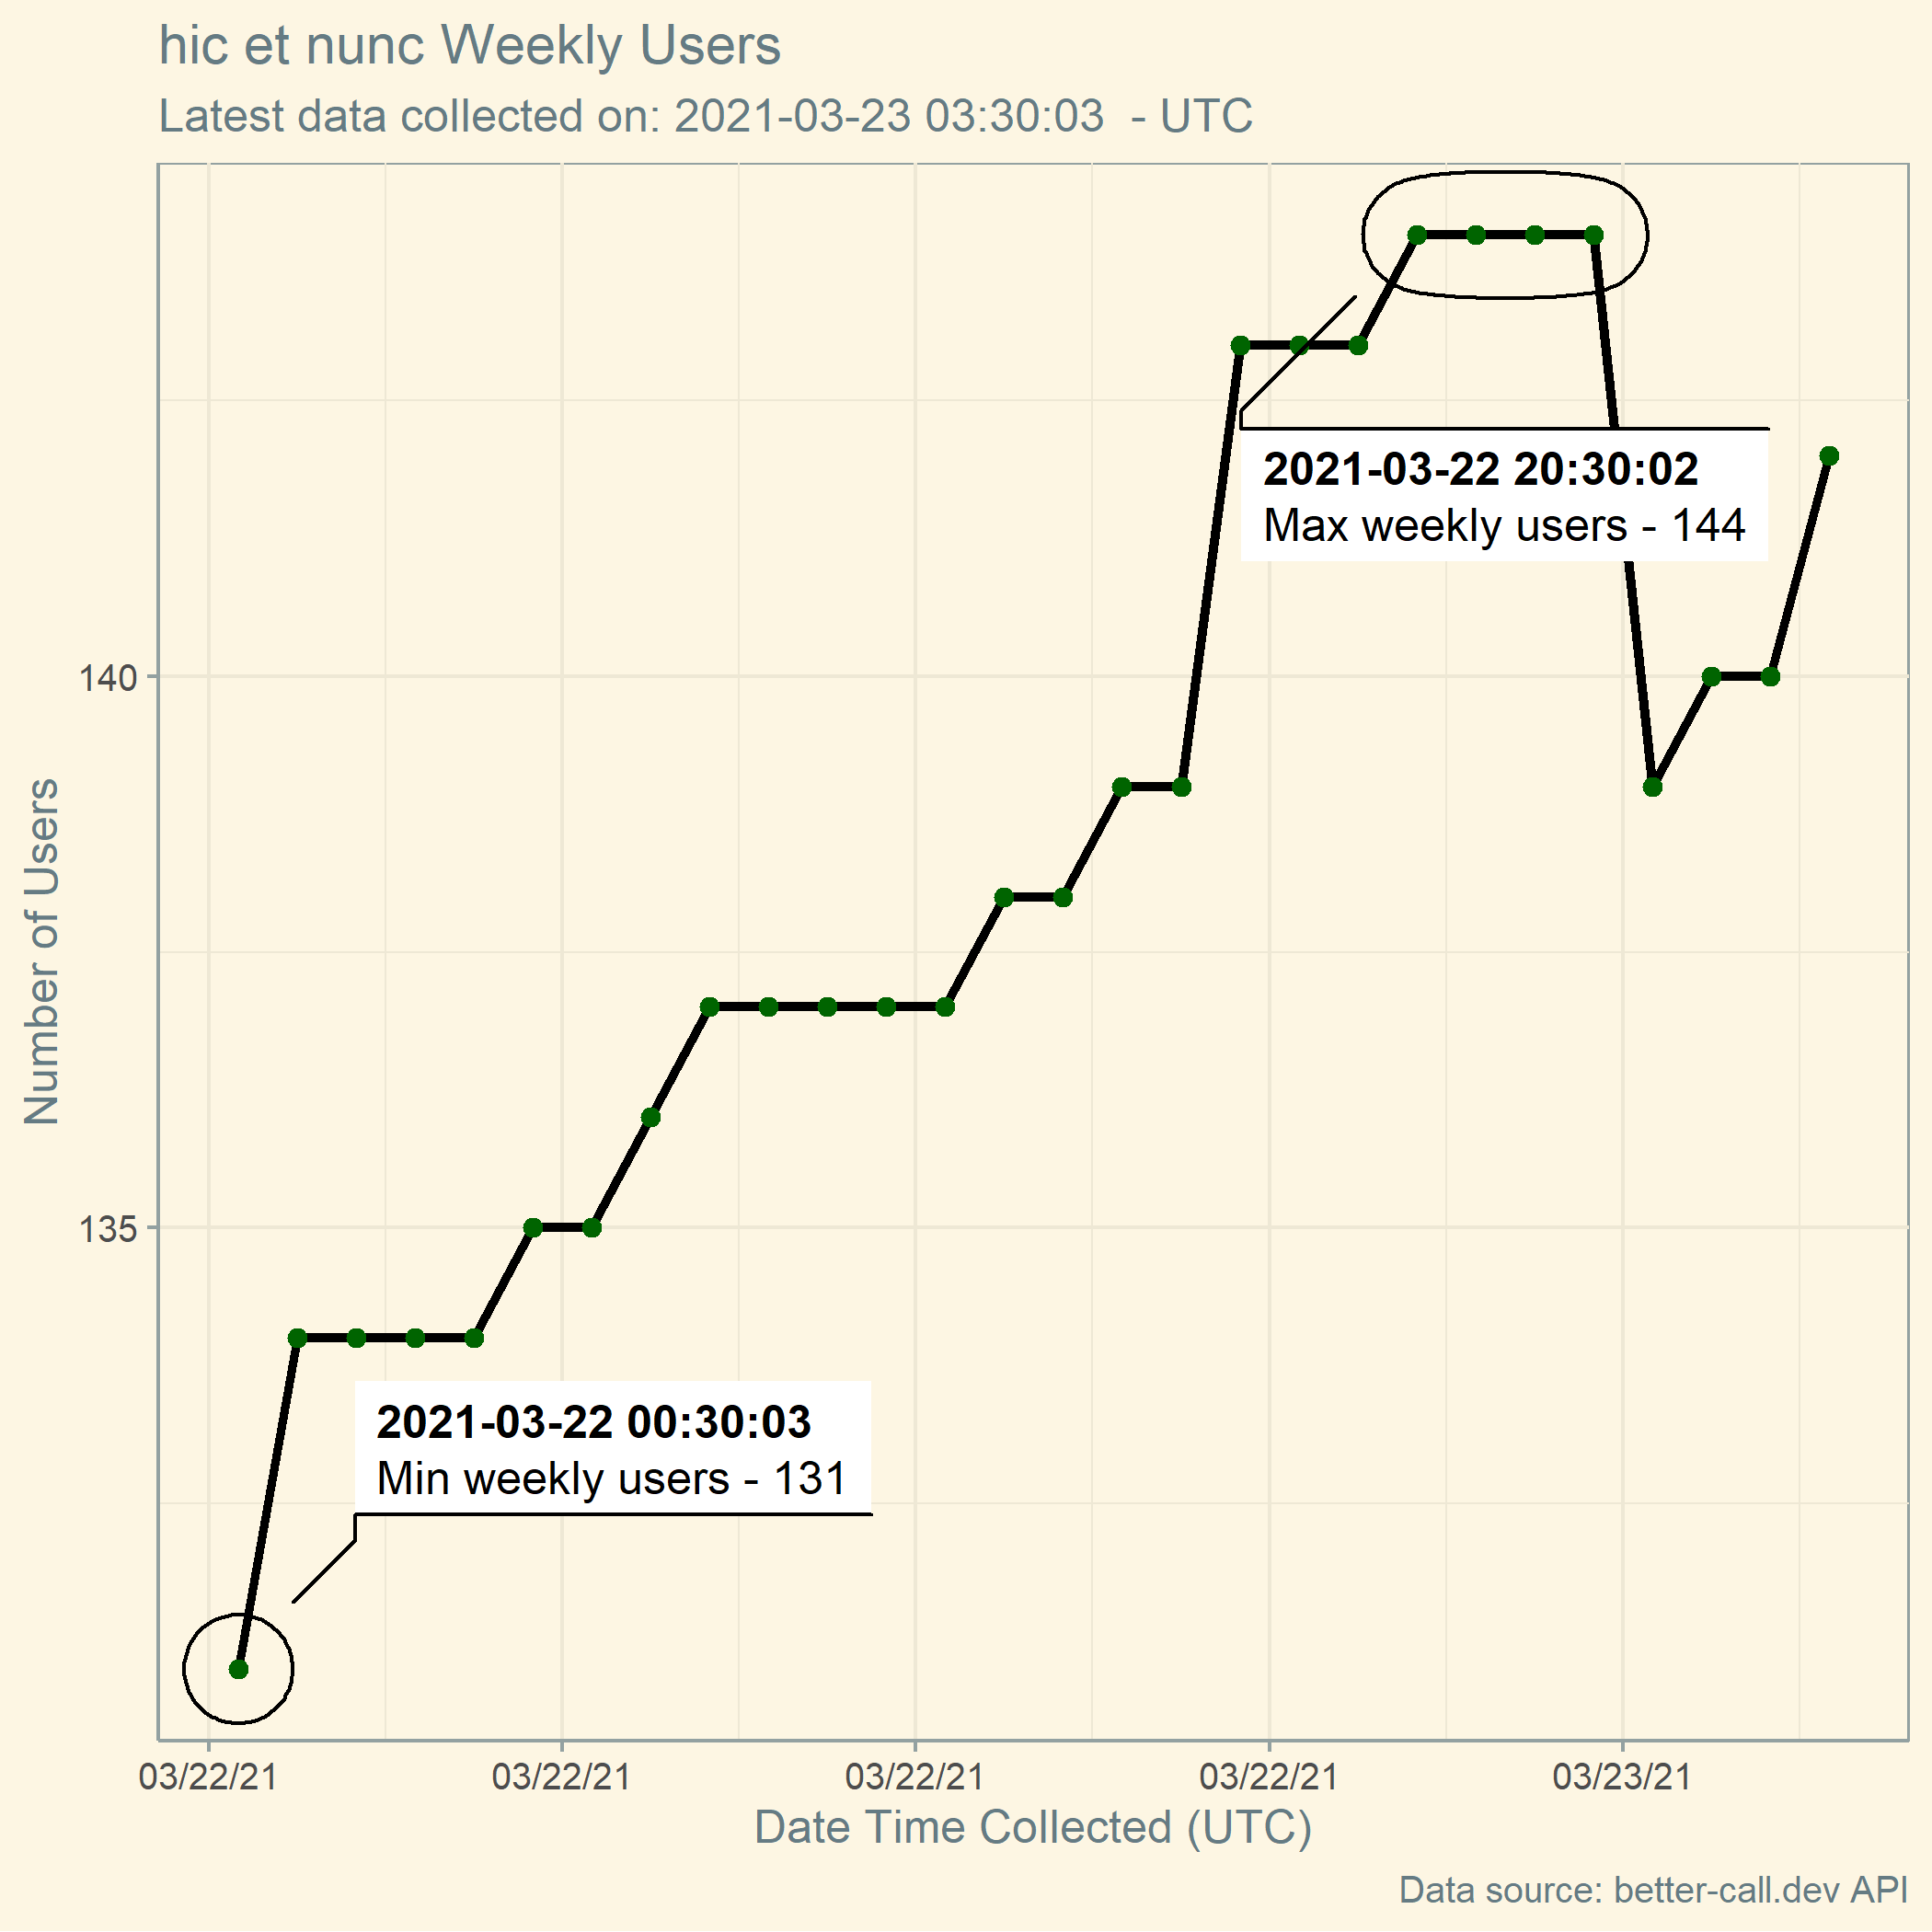 hic et nunc Weekly Users
Latest data collected on: 2021-03-23 03:30:03  - UTC
2021-03-22 20:30:02
Max weekly users - 144
140
Number of Users
135
2021-03-22 00:30:03
Min weekly users - 131
03/22/21 03/22/21 03/22/21 03/22/21 03/23/21
Date Time Collected (UTC)
Data source: better-call.dev API